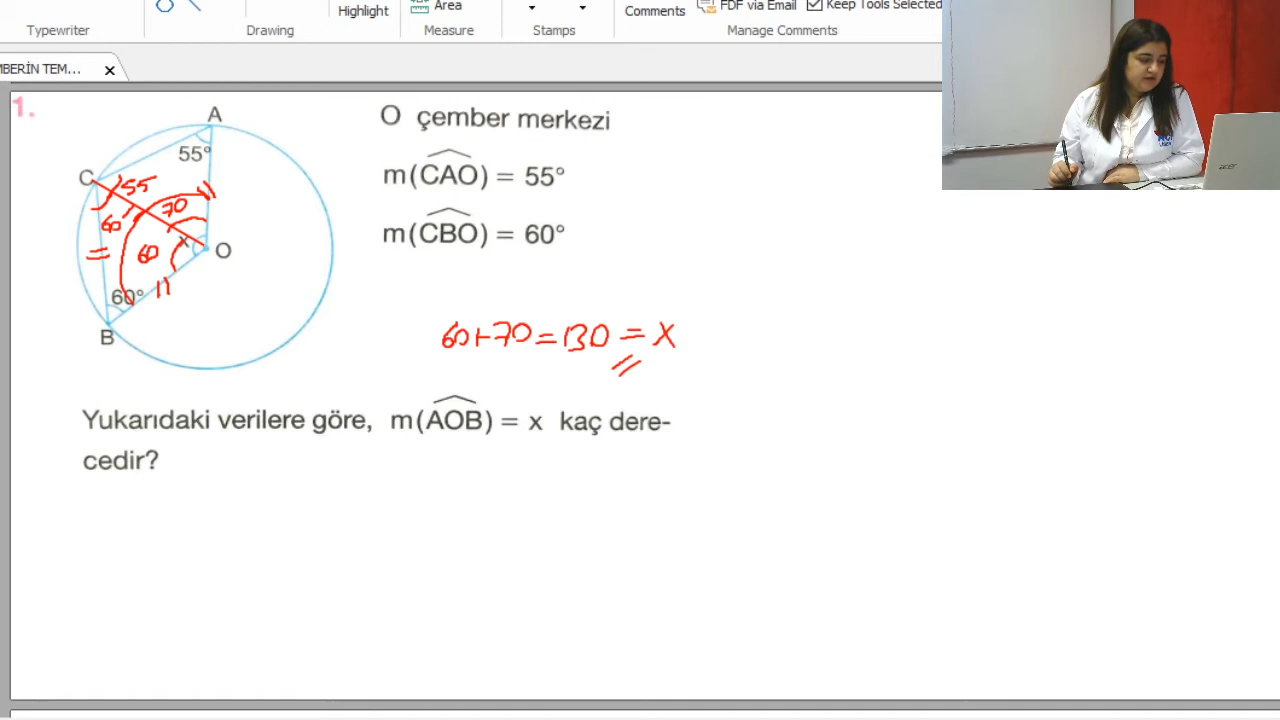 Typewriter
Highlight
Drawing
Area
Measure
Stamps
Comments
FDF via Email
Keep Tools Selected
Manage Comments
MBERİN TEM...
1.
A
55°
C
55
60
70
x
60
O
60°
B
O çember merkezi
m(CAO) = 55°
m(CBO) = 60°
60+70=130 = x
Yukarıdaki verilere göre, m(AOB) = x kaç dere-
cedir?
acer